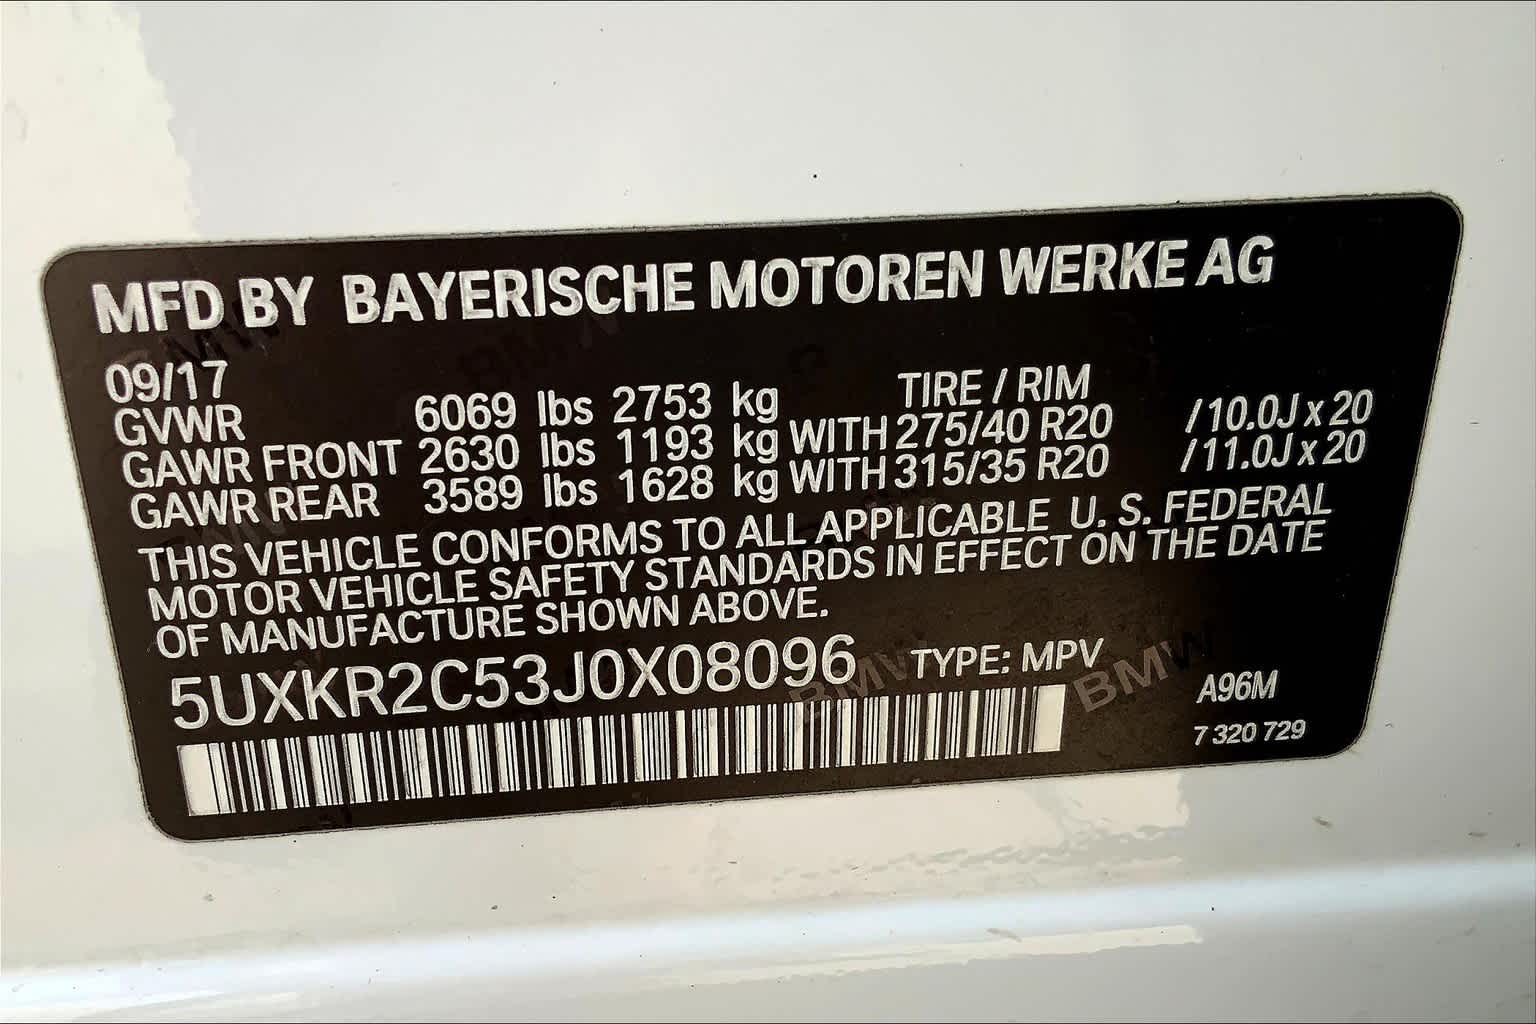 MFD BY BAYERISCHE MOTOREN WERKE AG
09/17
TIRE / RIM
GVWR 6069 lbs 2753 kg
GAWR FRONT 2630 lbs 1193 kg WITH 275/40 R20 /10.0J x 20
GAWR REAR 3589 lbs 1628 kg WITH 315/35 R20 /11.0J x 20
THIS VEHICLE CONFORMS TO ALL APPLICABLE U. S. FEDERAL
MOTOR VEHICLE SAFETY STANDARDS IN EFFECT ON THE DATE
OF MANUFACTURE SHOWN ABOVE.
5UXKR2C53J0X08096 TYPE: MPV
BMW BMW
A96M
7 320 729